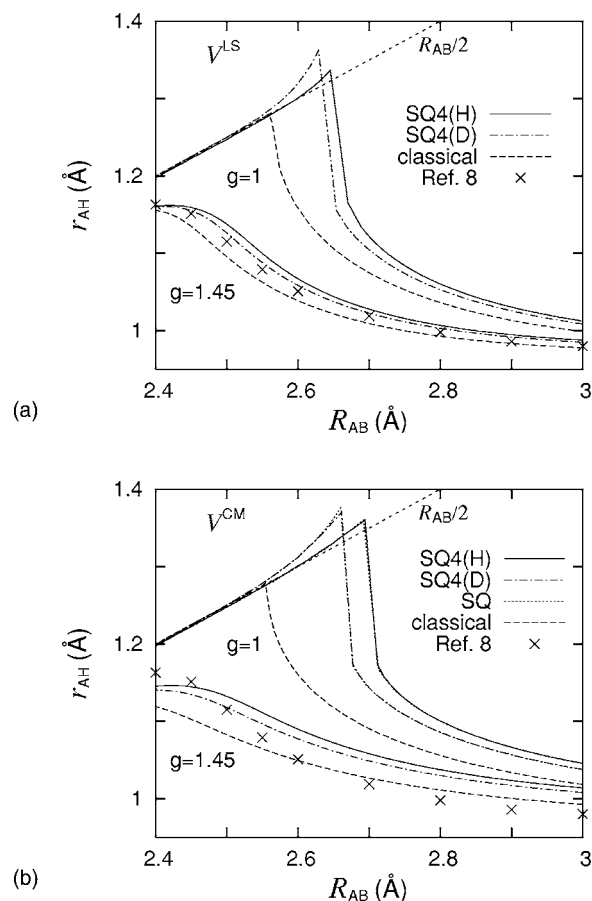 1.4
V^LS
R_AB/2
SQ4(H)
SQ4(D)
classical
Ref. 8
1.2
r_AH (Å)
g=1
g=1.45
1
(a)
2.4 2.6 2.8 3
R_AB (Å)
1.4
V^CM
R_AB/2
SQ4(H)
SQ4(D)
SQ
classical
Ref. 8
1.2
r_AH (Å)
g=1
g=1.45
1
(b)
2.4 2.6 2.8 3
R_AB (Å)